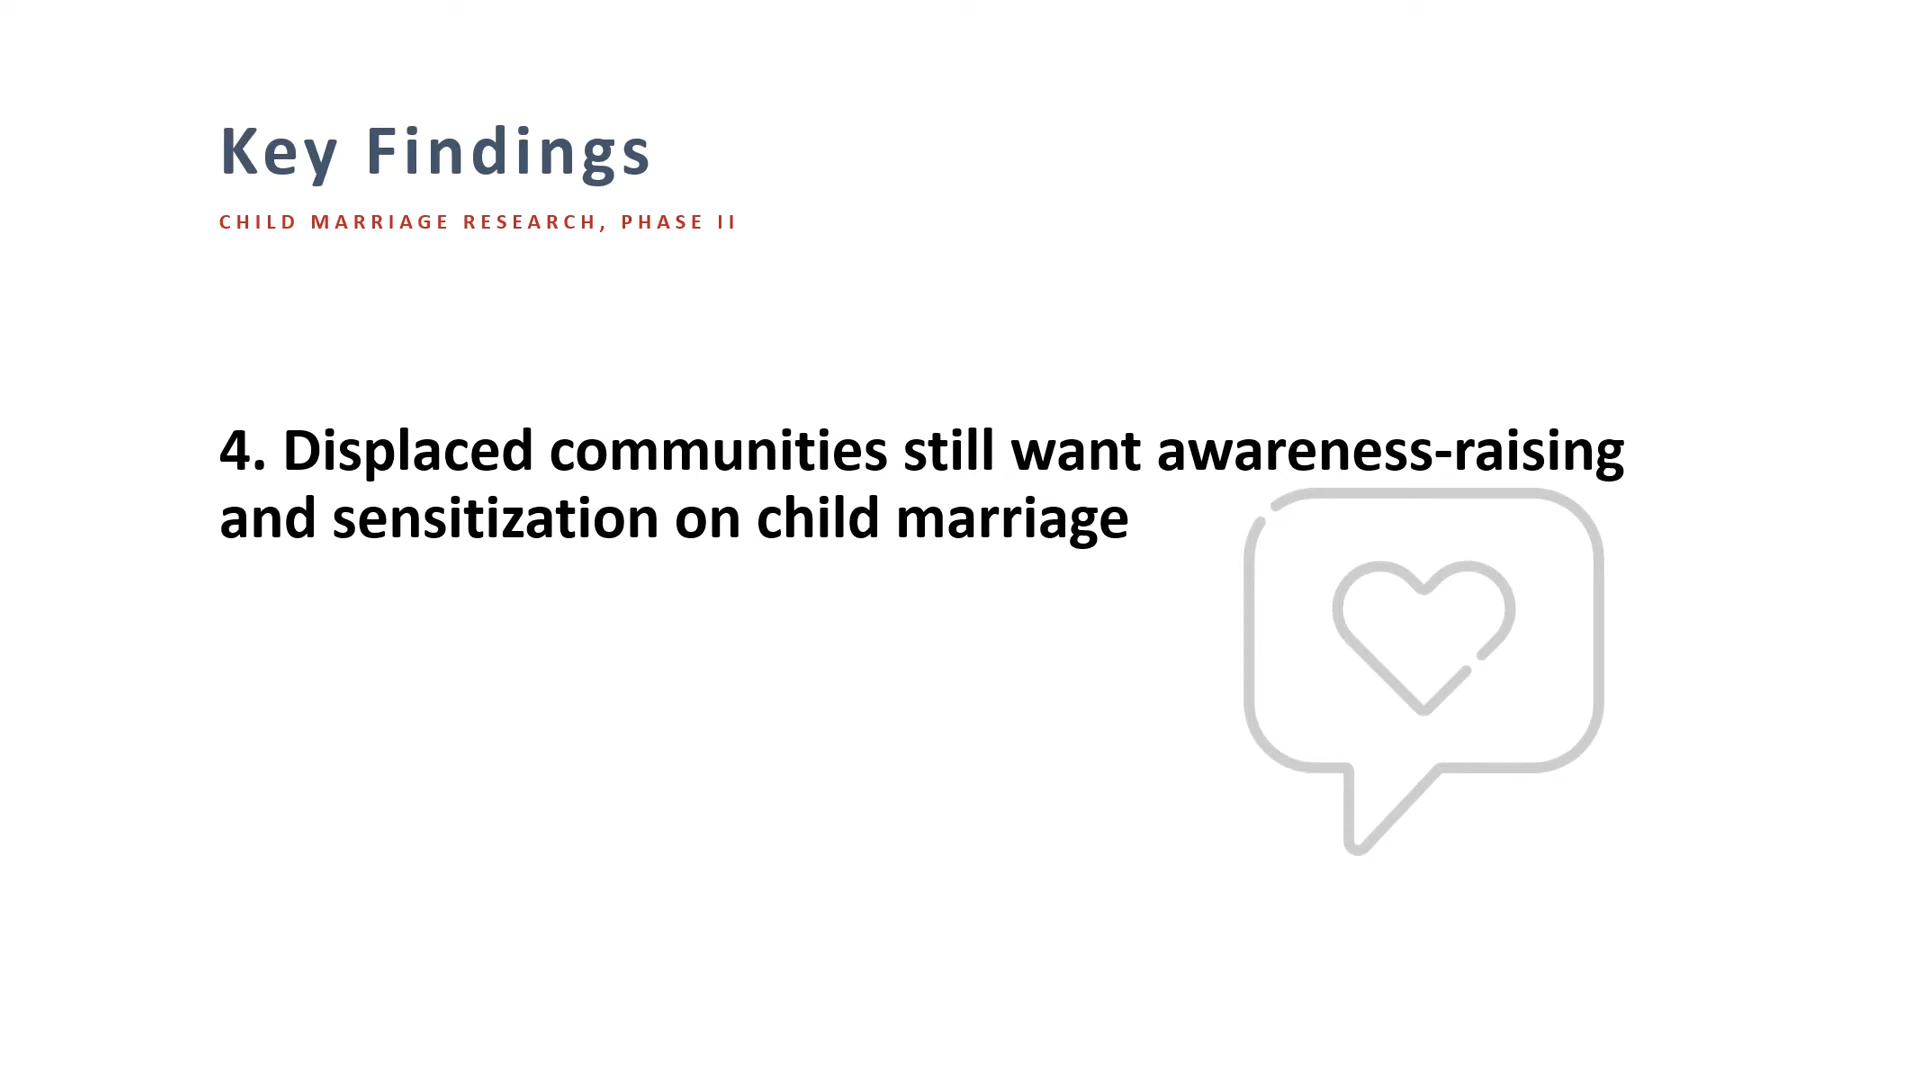 Key Findings
CHILD MARRIAGE RESEARCH, PHASE II
4. Displaced communities still want awareness-raising
and sensitization on child marriage